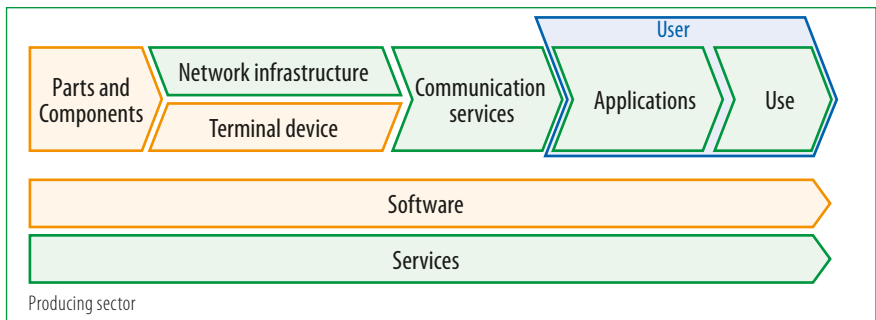 User
Parts and
Components
Network infrastructure
Terminal device
Communication
services
Applications
Use
Software
Services
Producing sector